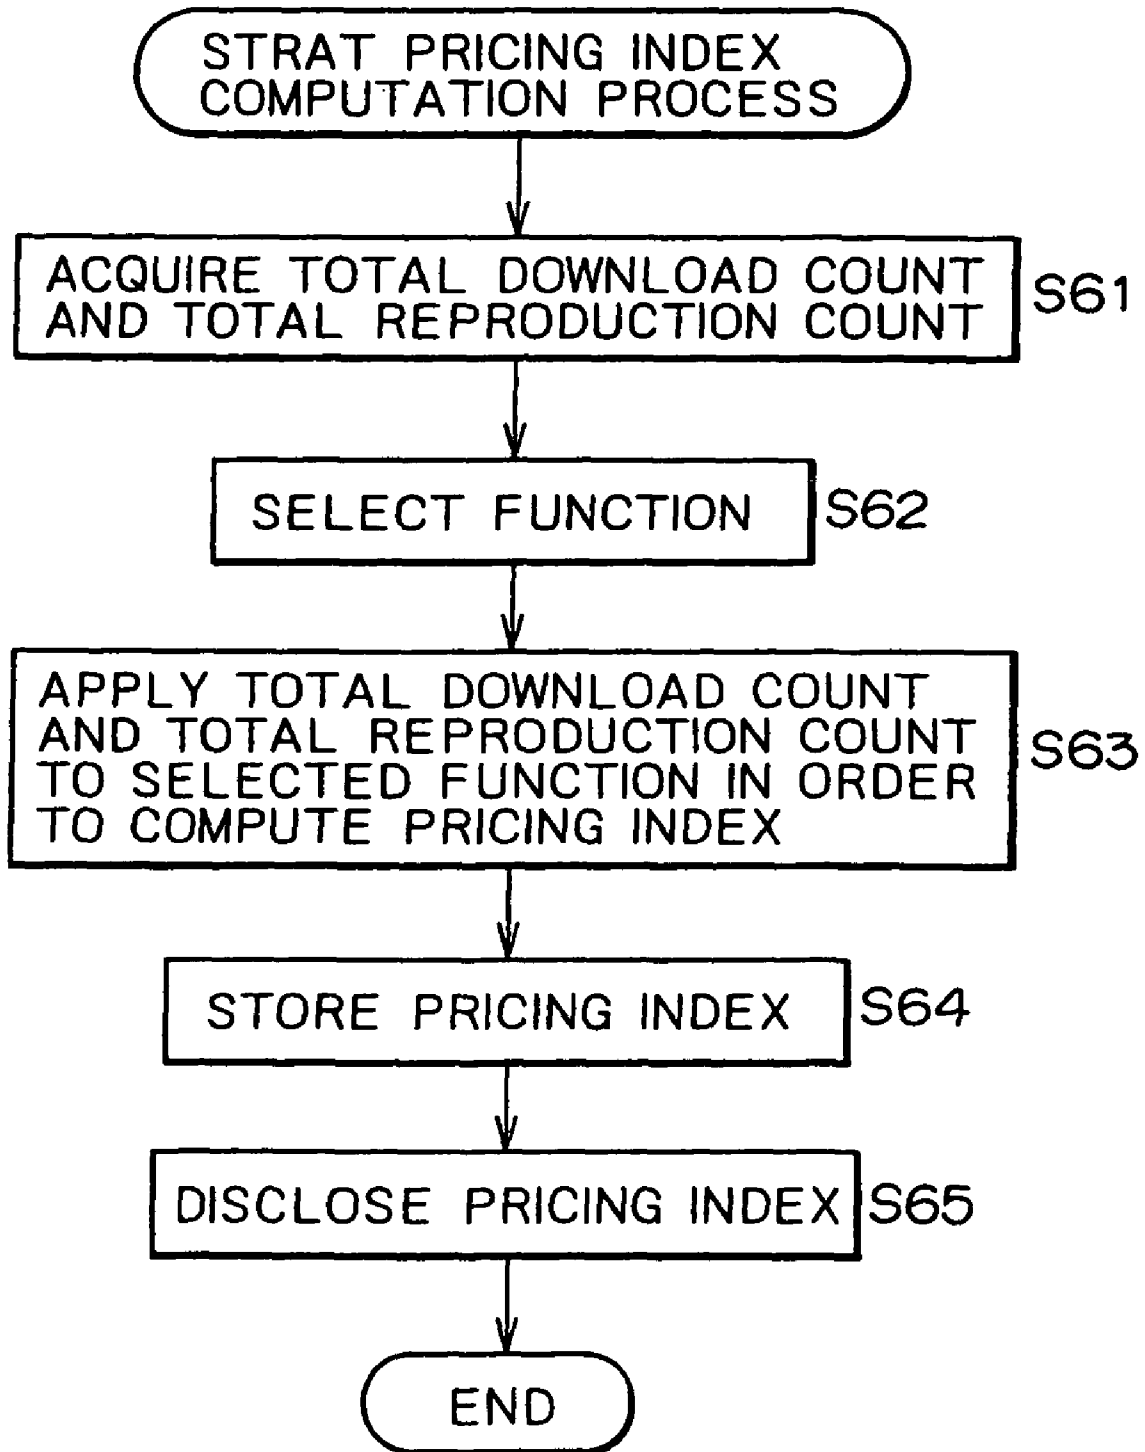 STRAT PRICING INDEX
COMPUTATION PROCESS
ACQUIRE TOTAL DOWNLOAD COUNT
AND TOTAL REPRODUCTION COUNT
S61
SELECT FUNCTION
S62
APPLY TOTAL DOWNLOAD COUNT
AND TOTAL REPRODUCTION COUNT
TO SELECTED FUNCTION IN ORDER
TO COMPUTE PRICING INDEX
S63
STORE PRICING INDEX
S64
DISCLOSE PRICING INDEX
S65
END